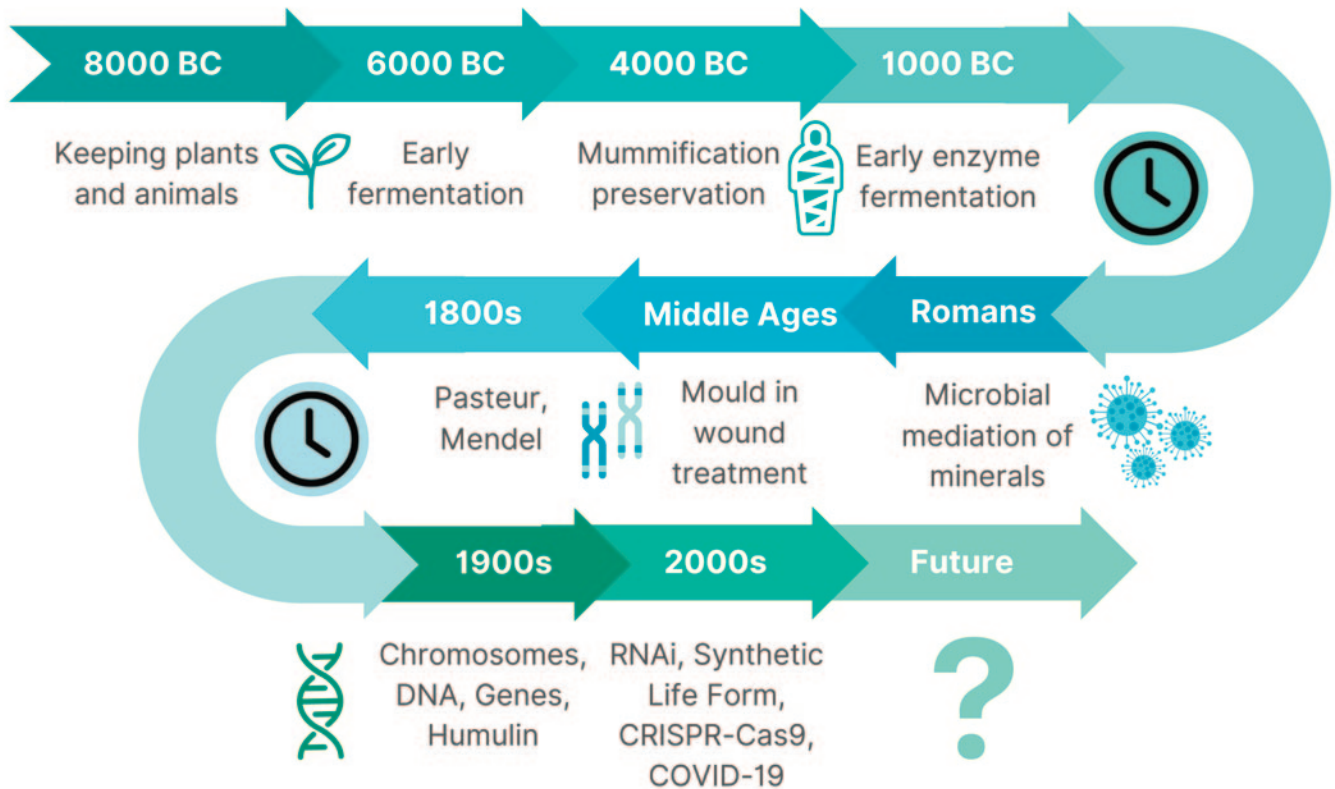 8000 BC
6000 BC
4000 BC
1000 BC
Keeping plants
and animals
Early
fermentation
Mummification
preservation
Early enzyme
fermentation
Romans
Middle Ages
1800s
Microbial
mediation of
minerals
Mould in
wound
treatment
Pasteur,
Mendel
1900s
2000s
Future
Chromosomes,
DNA, Genes,
Humulin
RNAi, Synthetic
Life Form,
CRISPR-Cas9,
COVID-19
?